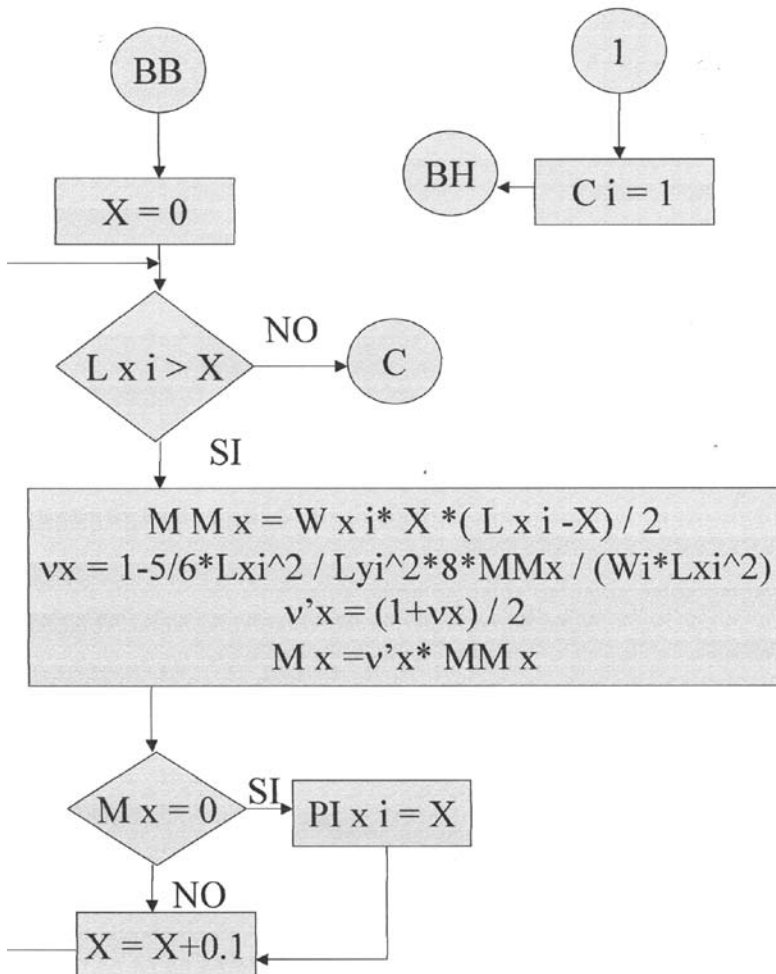 BB
1
X = 0
BH
C i = 1
L x i > X
NO
C
SI
M M x = W x i* X *( L x i -X) / 2
νx = 1-5/6*Lxi^2 / Lyi^2*8*MMx / (Wi*Lxi^2)
ν’x = (1+νx) / 2
M x =ν’x* MM x
M x = 0
SI
PI x i = X
NO
X = X+0.1